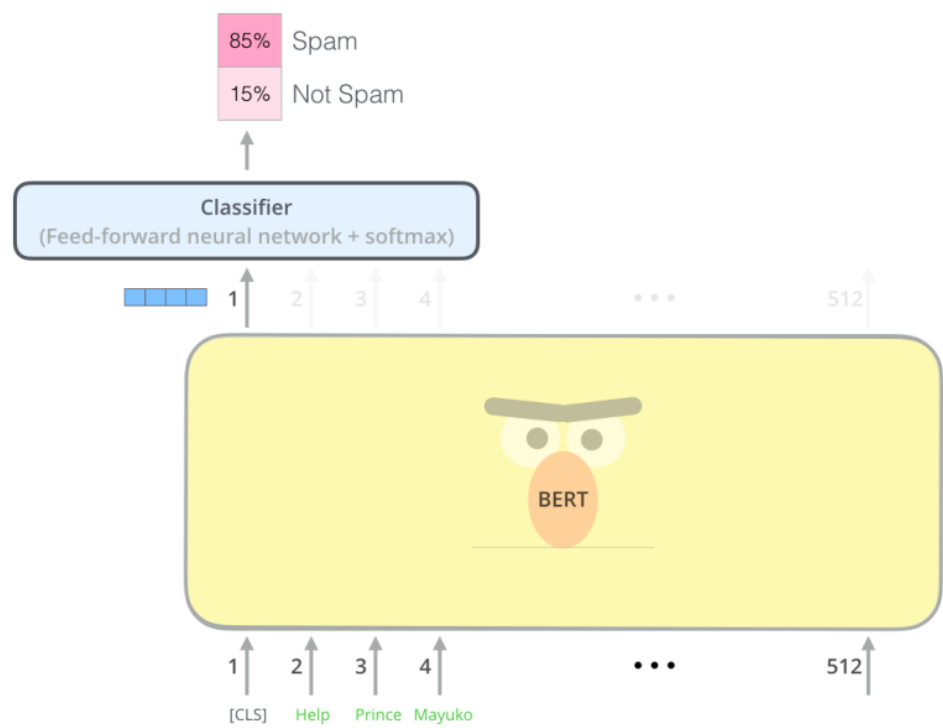 85% Spam
15% Not Spam
Classifier
(Feed-forward neural network + softmax)
1 2 3 4 ••• 512
BERT
1 2 3 4 ••• 512
[CLS] Help Prince Mayuko